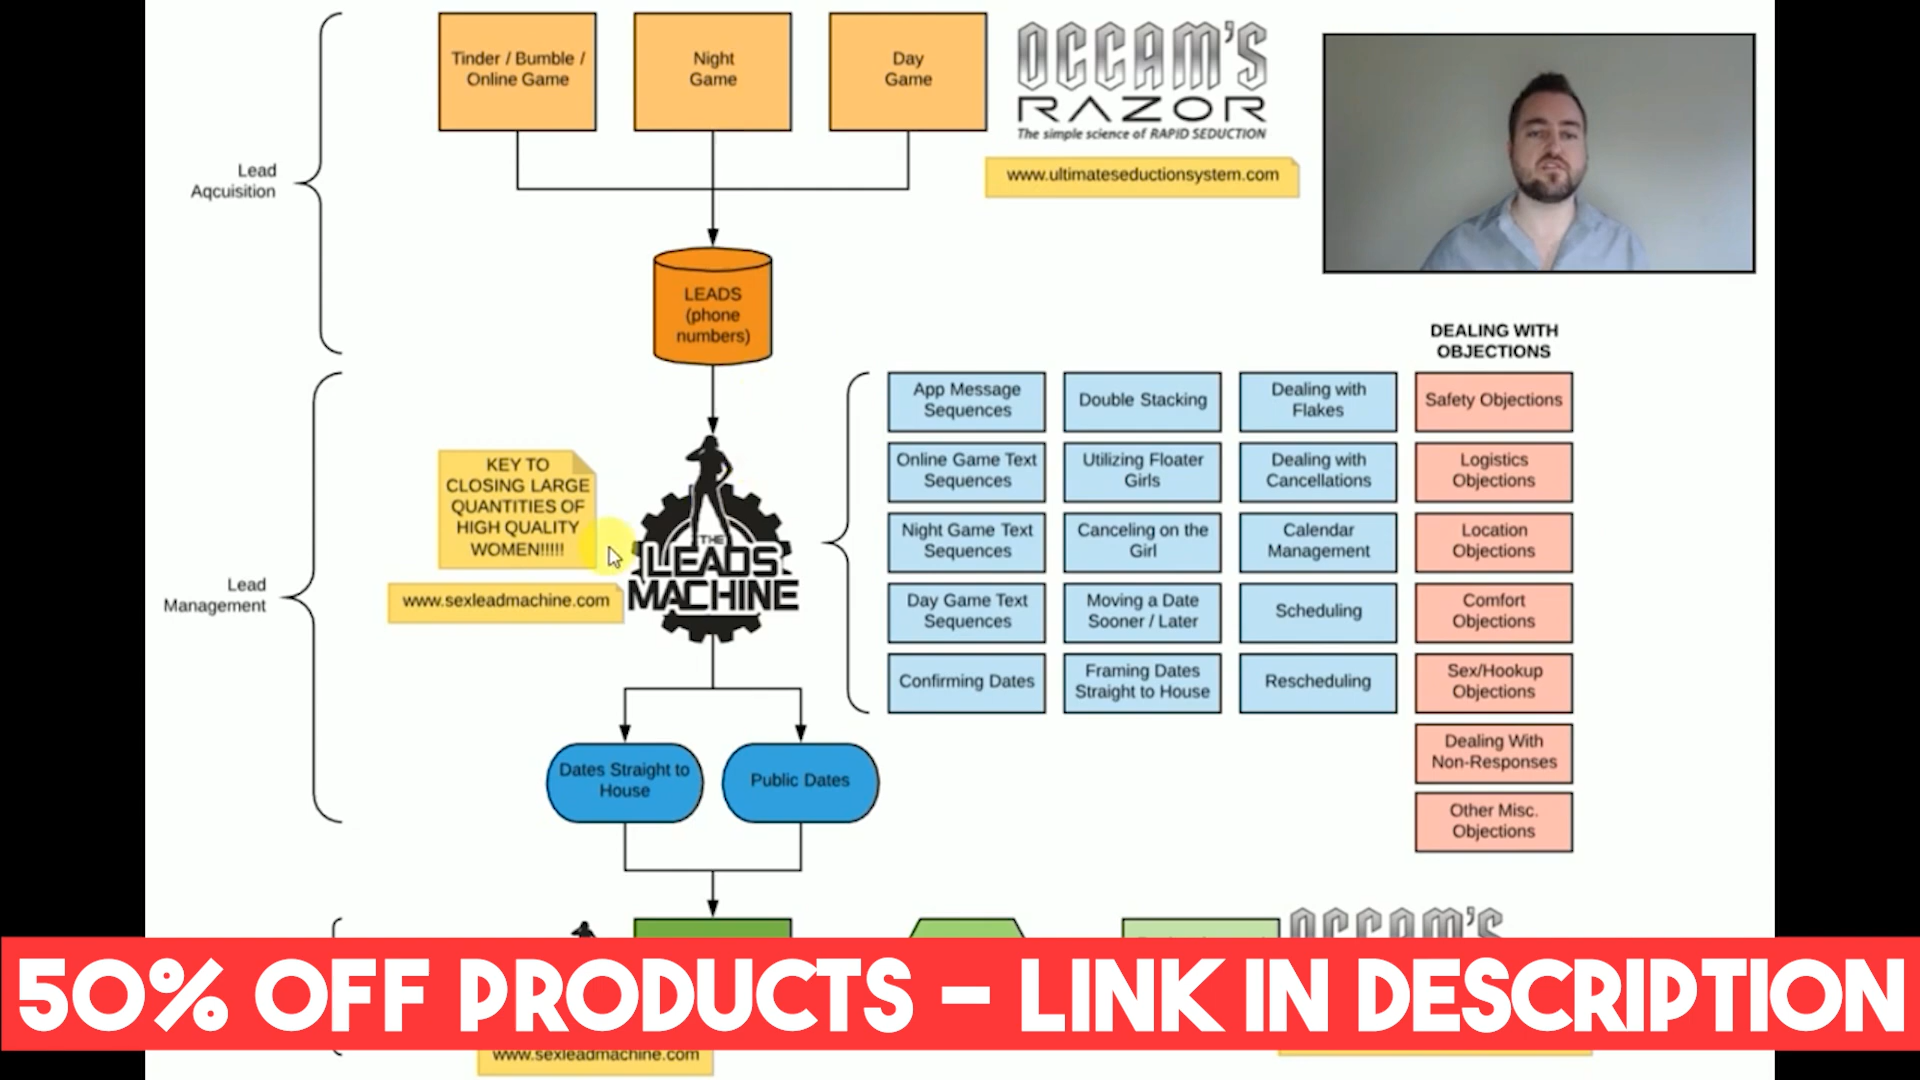 Tinder / Bumble /
Online Game
Night
Game
Day
Game
OCCAM'S
RAZOR
The simple science of RAPID SEDUCTION
www.ultimateseductionsystem.com
Lead
Aqcuisition
LEADS
(phone
numbers)
DEALING WITH
OBJECTIONS
App Message
Sequences
Double Stacking
Dealing with
Flakes
Safety Objections
Online Game Text
Sequences
Utilizing Floater
Girls
Dealing with
Cancellations
Logistics
Objections
Night Game Text
Sequences
Canceling on the
Girl
Calendar
Management
Location
Objections
Day Game Text
Sequences
Moving a Date
Sooner / Later
Scheduling
Comfort
Objections
Confirming Dates
Framing Dates
Straight to House
Rescheduling
Sex/Hookup
Objections
Dealing With
Non-Responses
Other Misc.
Objections
KEY TO
CLOSING LARGE
QUANTITIES OF
HIGH QUALITY
WOMEN!!!!!
www.sexleadmachine.com
THE
LEADS
MACHINE
Lead
Management
Dates Straight to
House
Public Dates
OCCAM'S
50% OFF PRODUCTS – LINK IN DESCRIPTION
www.sexleadmachine.com